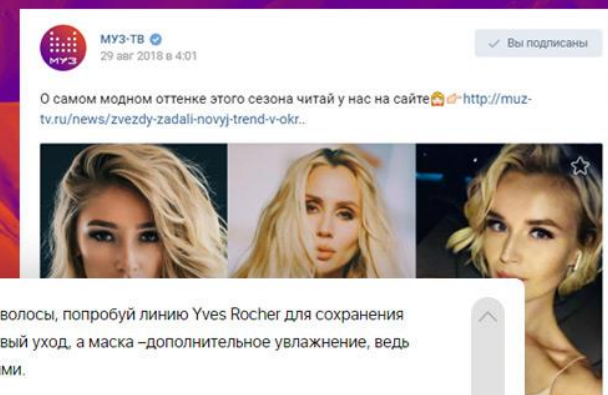 МУЗ-ТВ
29 авг 2018 в 4:01
Вы подписаны
МУЗ
О самом модном оттенке этого сезона читай у нас на сайте http://muz-
tv.ru/news/zvezdy-zadali-novyj-trend-v-okr..
волосы, попробуй линию Yves Rocher для сохранения
вый уход, а маска –дополнительное увлажнение, ведь
ми.